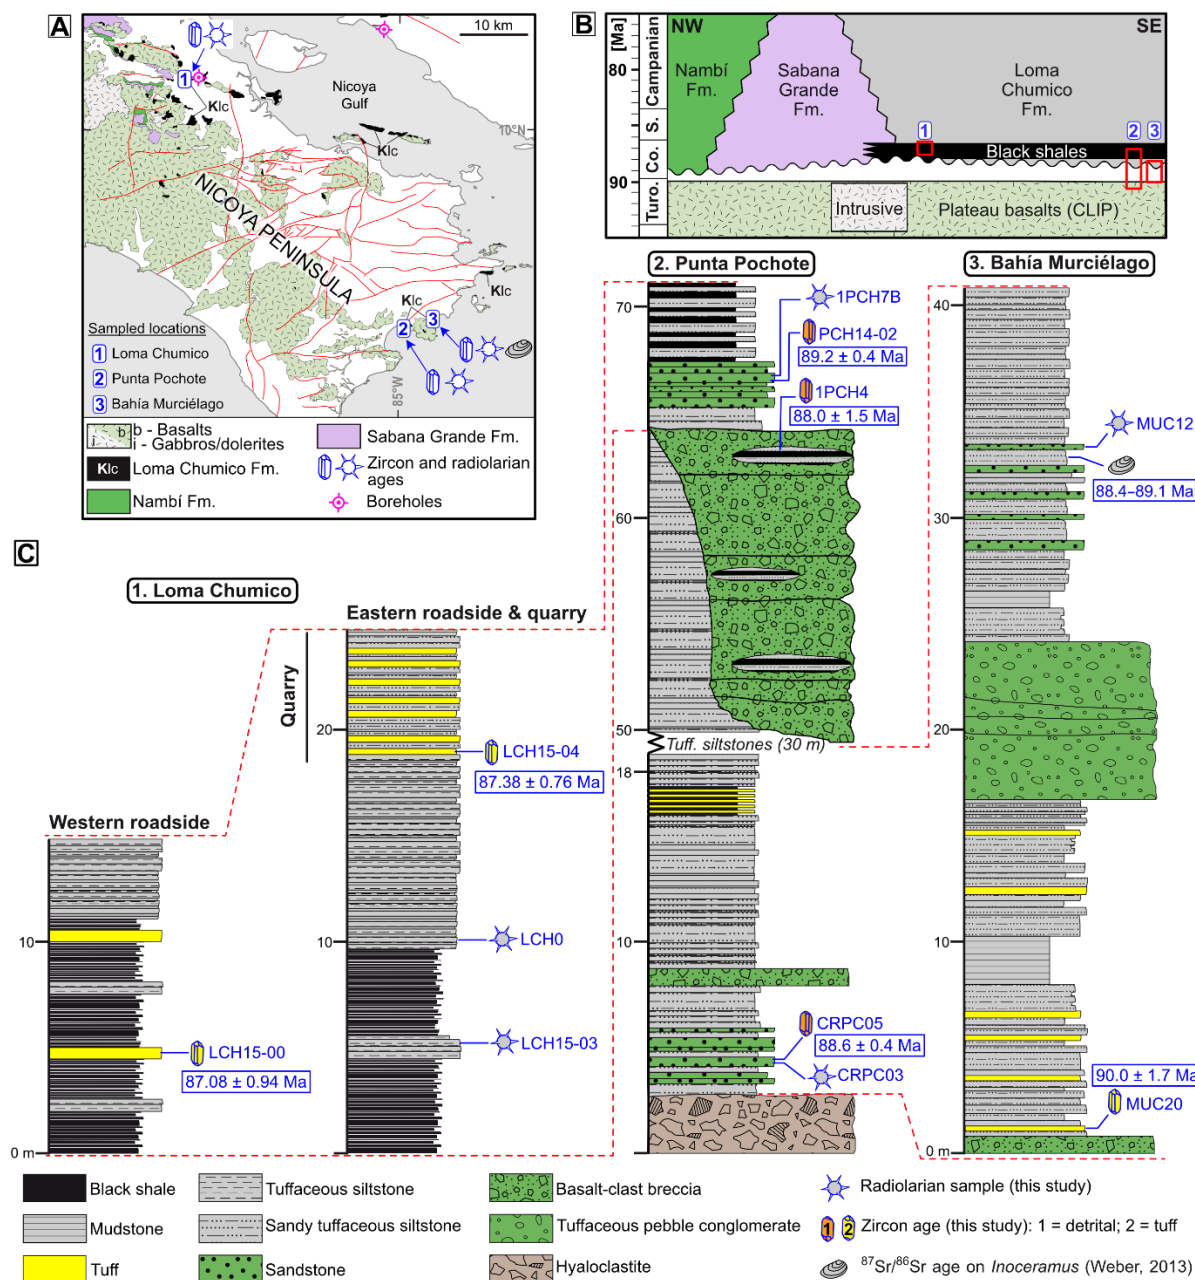 A
10 km
1
Klc
Nicoya
Gulf
10°N
Klc
NICOYA PENINSULA
Klc
Klc
2
3
85°W
Sampled locations
1 Loma Chumico
2 Punta Pochote
3 Bahía Murciélago
b
i
b - Basalts
i - Gabbros/dolerites
Klc Loma Chumico Fm.
Nambí Fm.
Sabana Grande Fm.
Zircon and radiolarian
ages
Boreholes
B
[Ma]
80
90
Campanian
S.
Co.
Turo.
NW
SE
Nambí
Fm.
Sabana
Grande
Fm.
Loma
Chumico
Fm.
1
2
3
Black shales
Intrusive
Plateau basalts (CLIP)
C
1. Loma Chumico
Western roadside
10
0 m
LCH15-00
87.08 ± 0.94 Ma
Eastern roadside & quarry
Quarry
20
10
LCH15-04
87.38 ± 0.76 Ma
LCH0
LCH15-03
2. Punta Pochote
70
60
50
18
10
1PCH7B
PCH14-02
89.2 ± 0.4 Ma
1PCH4
88.0 ± 1.5 Ma
Tuff. siltstones (30 m)
CRPC05
88.6 ± 0.4 Ma
CRPC03
3. Bahía Murciélago
40
30
20
10
0 m
MUC12
88.4–89.1 Ma
90.0 ± 1.7 Ma
MUC20
Black shale
Mudstone
Tuff
Tuffaceous siltstone
Sandy tuffaceous siltstone
Sandstone
Basalt-clast breccia
Tuffaceous pebble conglomerate
Hyaloclastite
Radiolarian sample (this study)
1 2 Zircon age (this study): 1 = detrital; 2 = tuff
87Sr/86Sr age on Inoceramus (Weber, 2013)